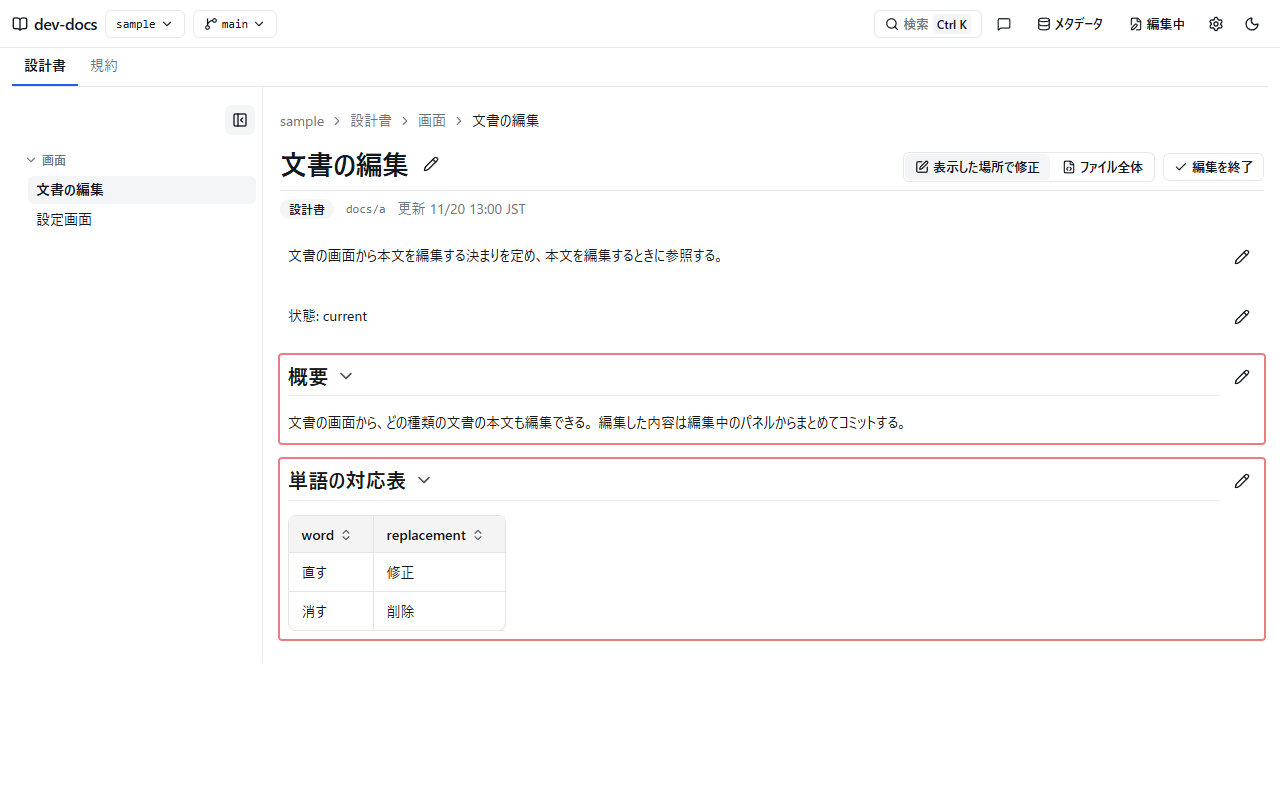 dev-docs sample main 検索 Ctrl K メタデータ 編集中
設計書 規約
sample 設計書 画面 文書の編集
画面
文書の編集
設定画面
文書の編集 表示した場所で修正 ファイル全体 編集を終了
設計書 docs/a 更新 11/20 13:00 JST
文書の画面から本文を編集する決まりを定め、本文を編集するときに参照する。
状態: current
概要
文書の画面から、どの種類の文書の本文も編集できる。編集した内容は編集中のパネルからまとめてコミットする。
単語の対応表
word replacement
直す 修正
消す 削除